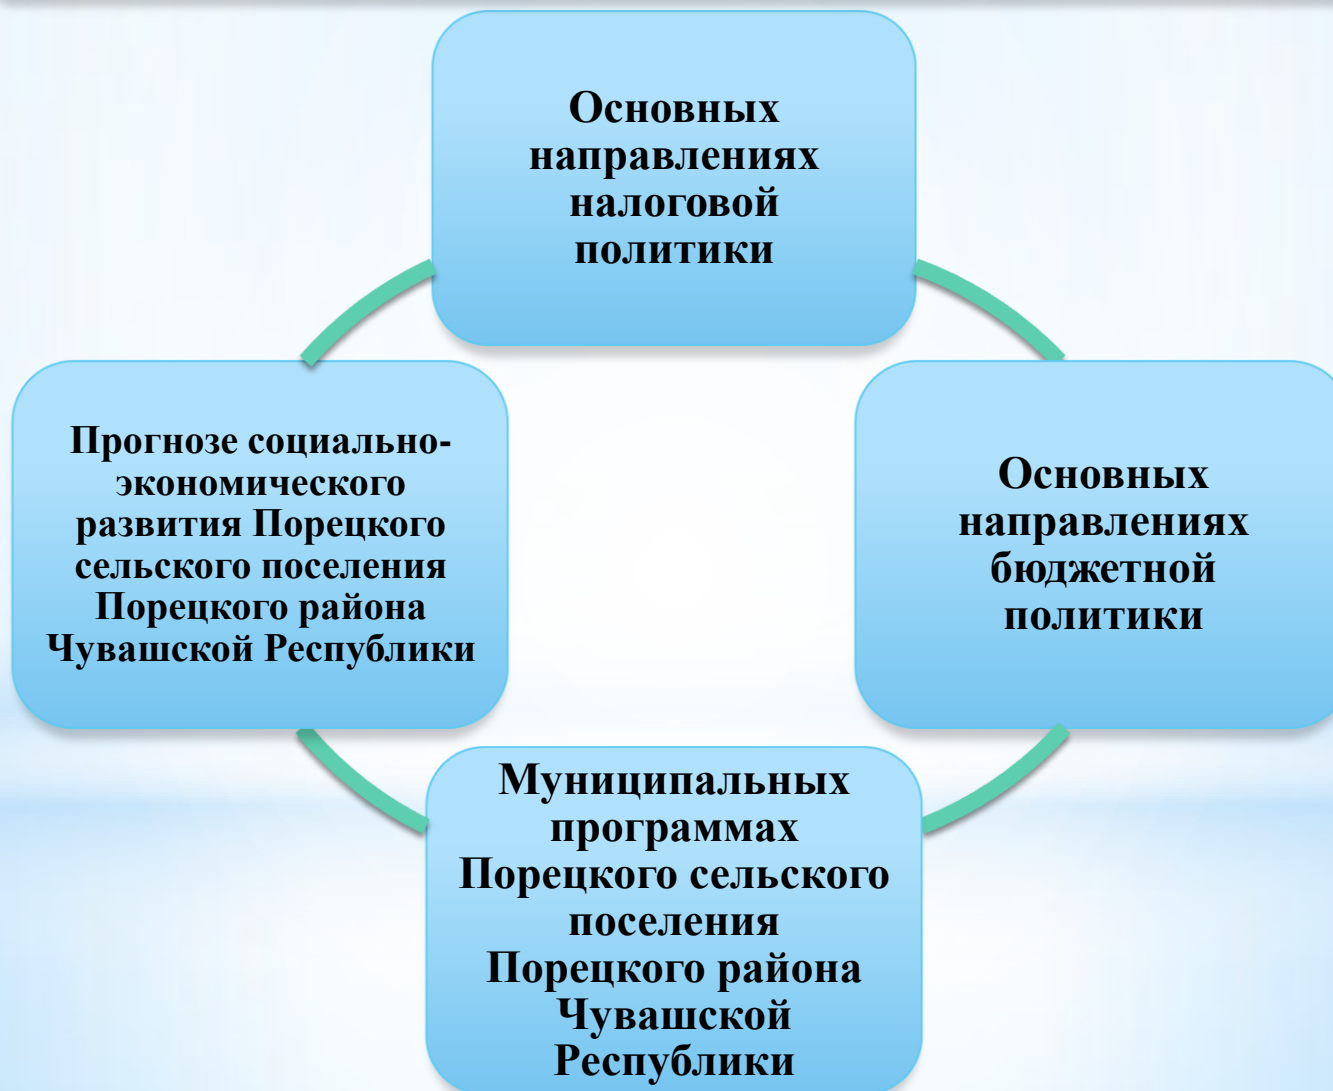 Основных
направлениях
налоговой
политики
Прогнозе социально-
экономического
развития Порецкого
сельского поселения
Порецкого района
Чувашской Республики
Основных
направлениях
бюджетной
политики
Муниципальных
программах
Порецкого сельского
поселения
Порецкого района
Чувашской
Республики